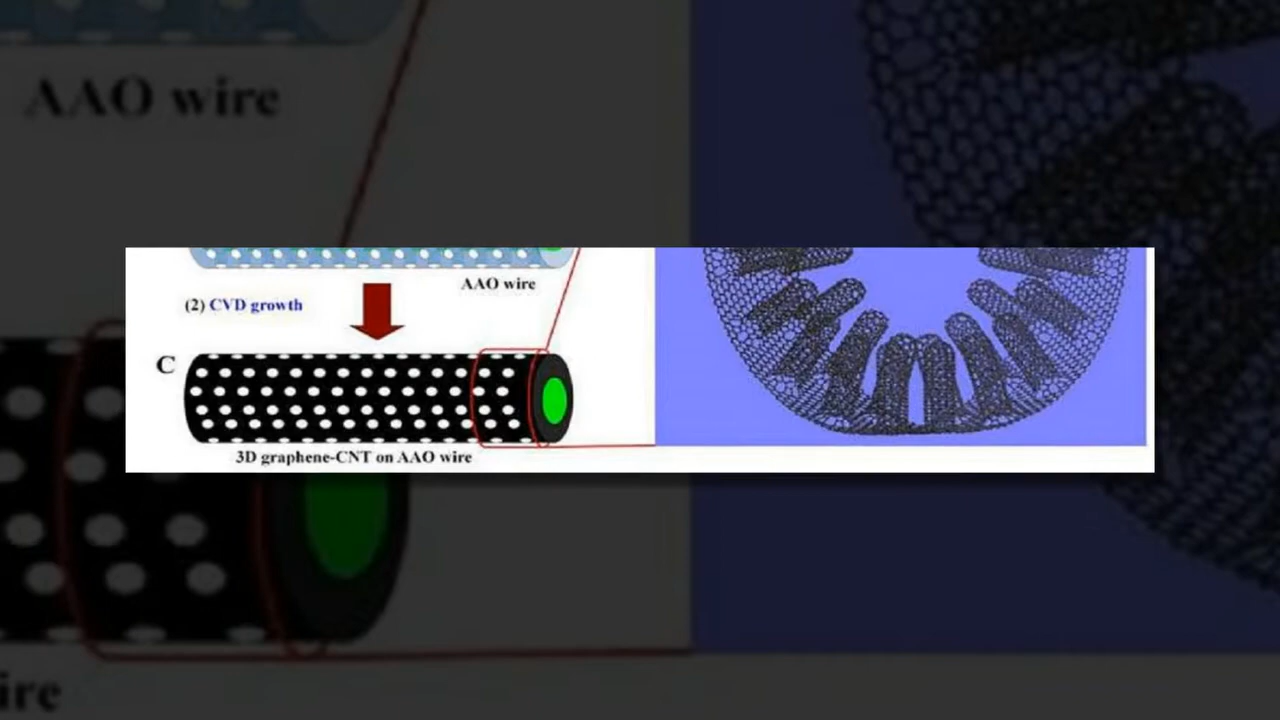 AAO wire
AAO wire
(2) CVD growth
C
3D graphene-CNT on AAO wire
ire